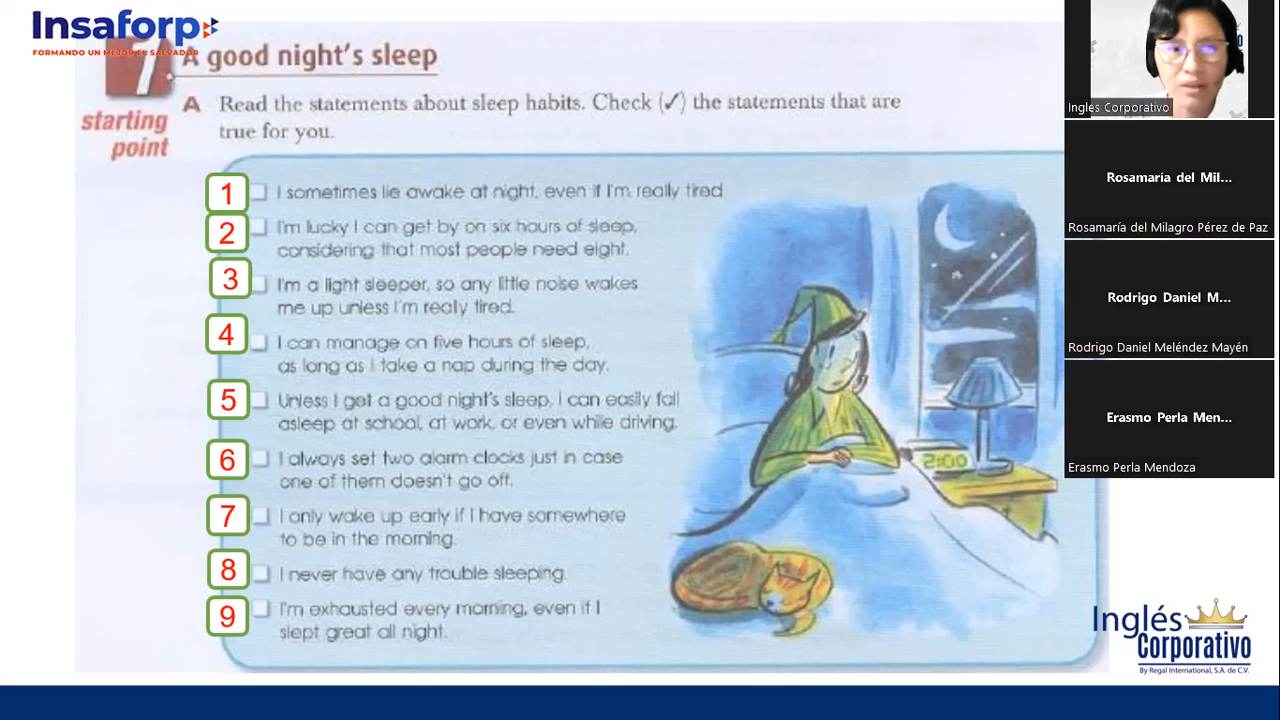 Insaforp
FORMANDO UN MEJOR EL SALVADOR
1 A good night's sleep
starting
point
A Read the statements about sleep habits. Check (✓) the statements that are
true for you.
1 I sometimes lie awake at night, even if I'm really tired
2 I'm lucky I can get by on six hours of sleep,
considering that most people need eight.
3 I'm a light sleeper, so any little noise wakes
me up unless I'm really tired.
4 I can manage on five hours of sleep,
as long as I take a nap during the day.
5 Unless I get a good night's sleep, I can easily fall
asleep at school, at work, or even while driving.
6 I always set two alarm clocks just in case
one of them doesn't go off.
7 I only wake up early if I have somewhere
to be in the morning.
8 I never have any trouble sleeping.
9 I'm exhausted every morning, even if I
slept great all night.
2:00
Inglés
Corporativo
By Regal International, S.A. de C.V.
Inglés Corporativo
Rosamaría del Mil...
Rosamaría del Milagro Pérez de Paz
Rodrigo Daniel M...
Rodrigo Daniel Meléndez Mayén
Erasmo Perla Men...
Erasmo Perla Mendoza